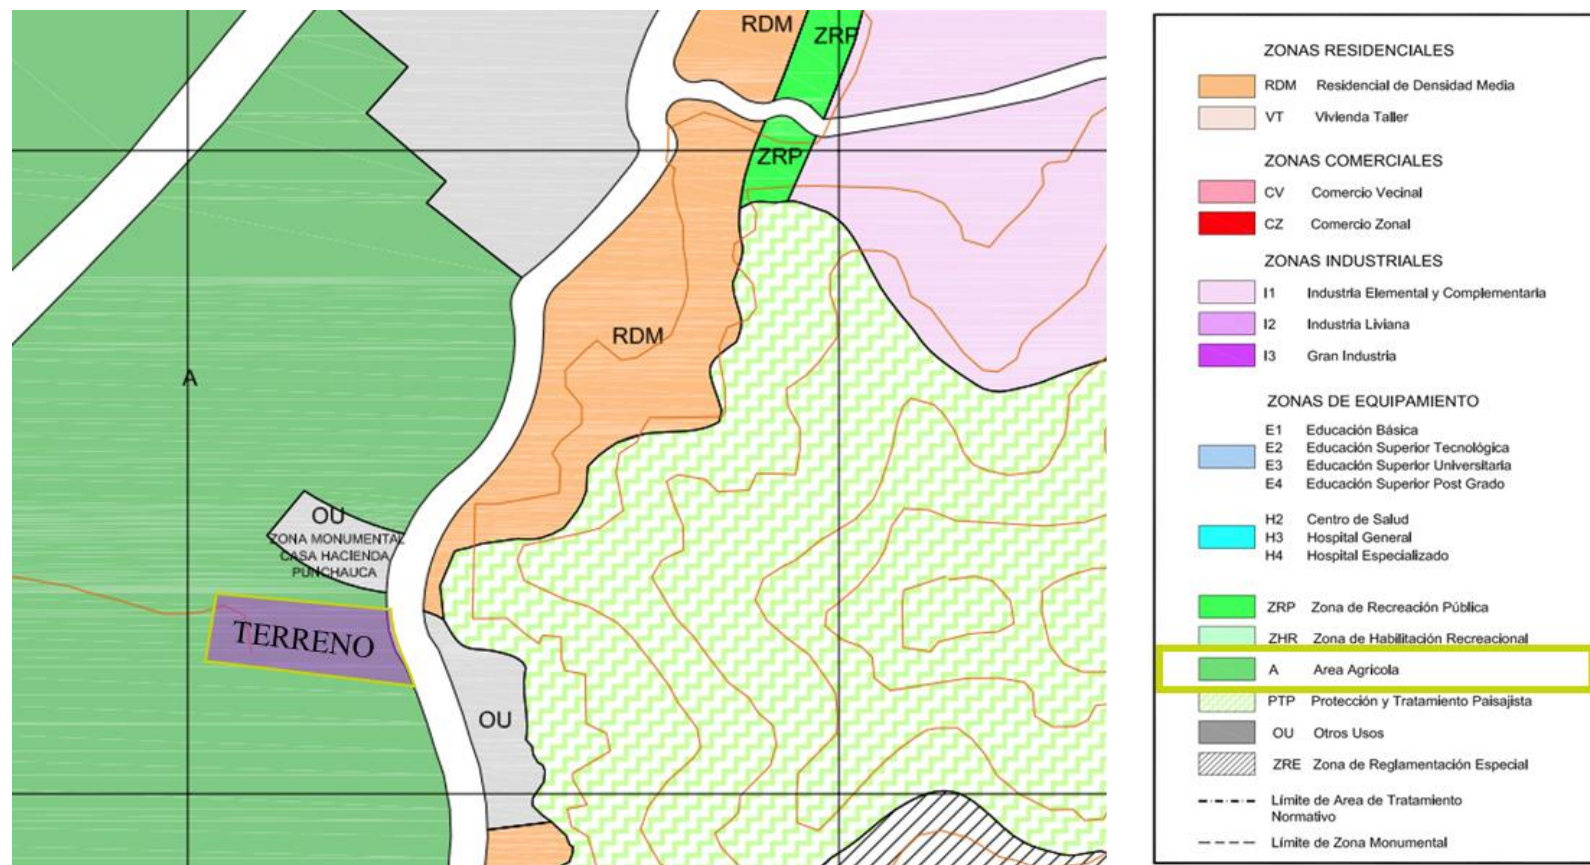 RDM
ZRP
ZRP
RDM
A
OU
ZONA MONUMENTAL
CASA HACIENDA
PUNCHAUCA
TERRENO
OU
ZONAS RESIDENCIALES
RDM Residencial de Densidad Media
VT Vivienda Taller
ZONAS COMERCIALES
CV Comercio Vecinal
CZ Comercio Zonal
ZONAS INDUSTRIALES
I1 Industria Elemental y Complementaria
I2 Industria Liviana
I3 Gran Industria
ZONAS DE EQUIPAMIENTO
E1 Educación Básica
E2 Educación Superior Tecnológica
E3 Educación Superior Universitaria
E4 Educación Superior Post Grado
H2 Centro de Salud
H3 Hospital General
H4 Hospital Especializado
ZRP Zona de Recreación Pública
ZHR Zona de Habilitación Recreacional
A Area Agrícola
PTP Protección y Tratamiento Paisajista
OU Otros Usos
ZRE Zona de Reglamentación Especial
Límite de Area de Tratamiento
Normativo
Límite de Zona Monumental